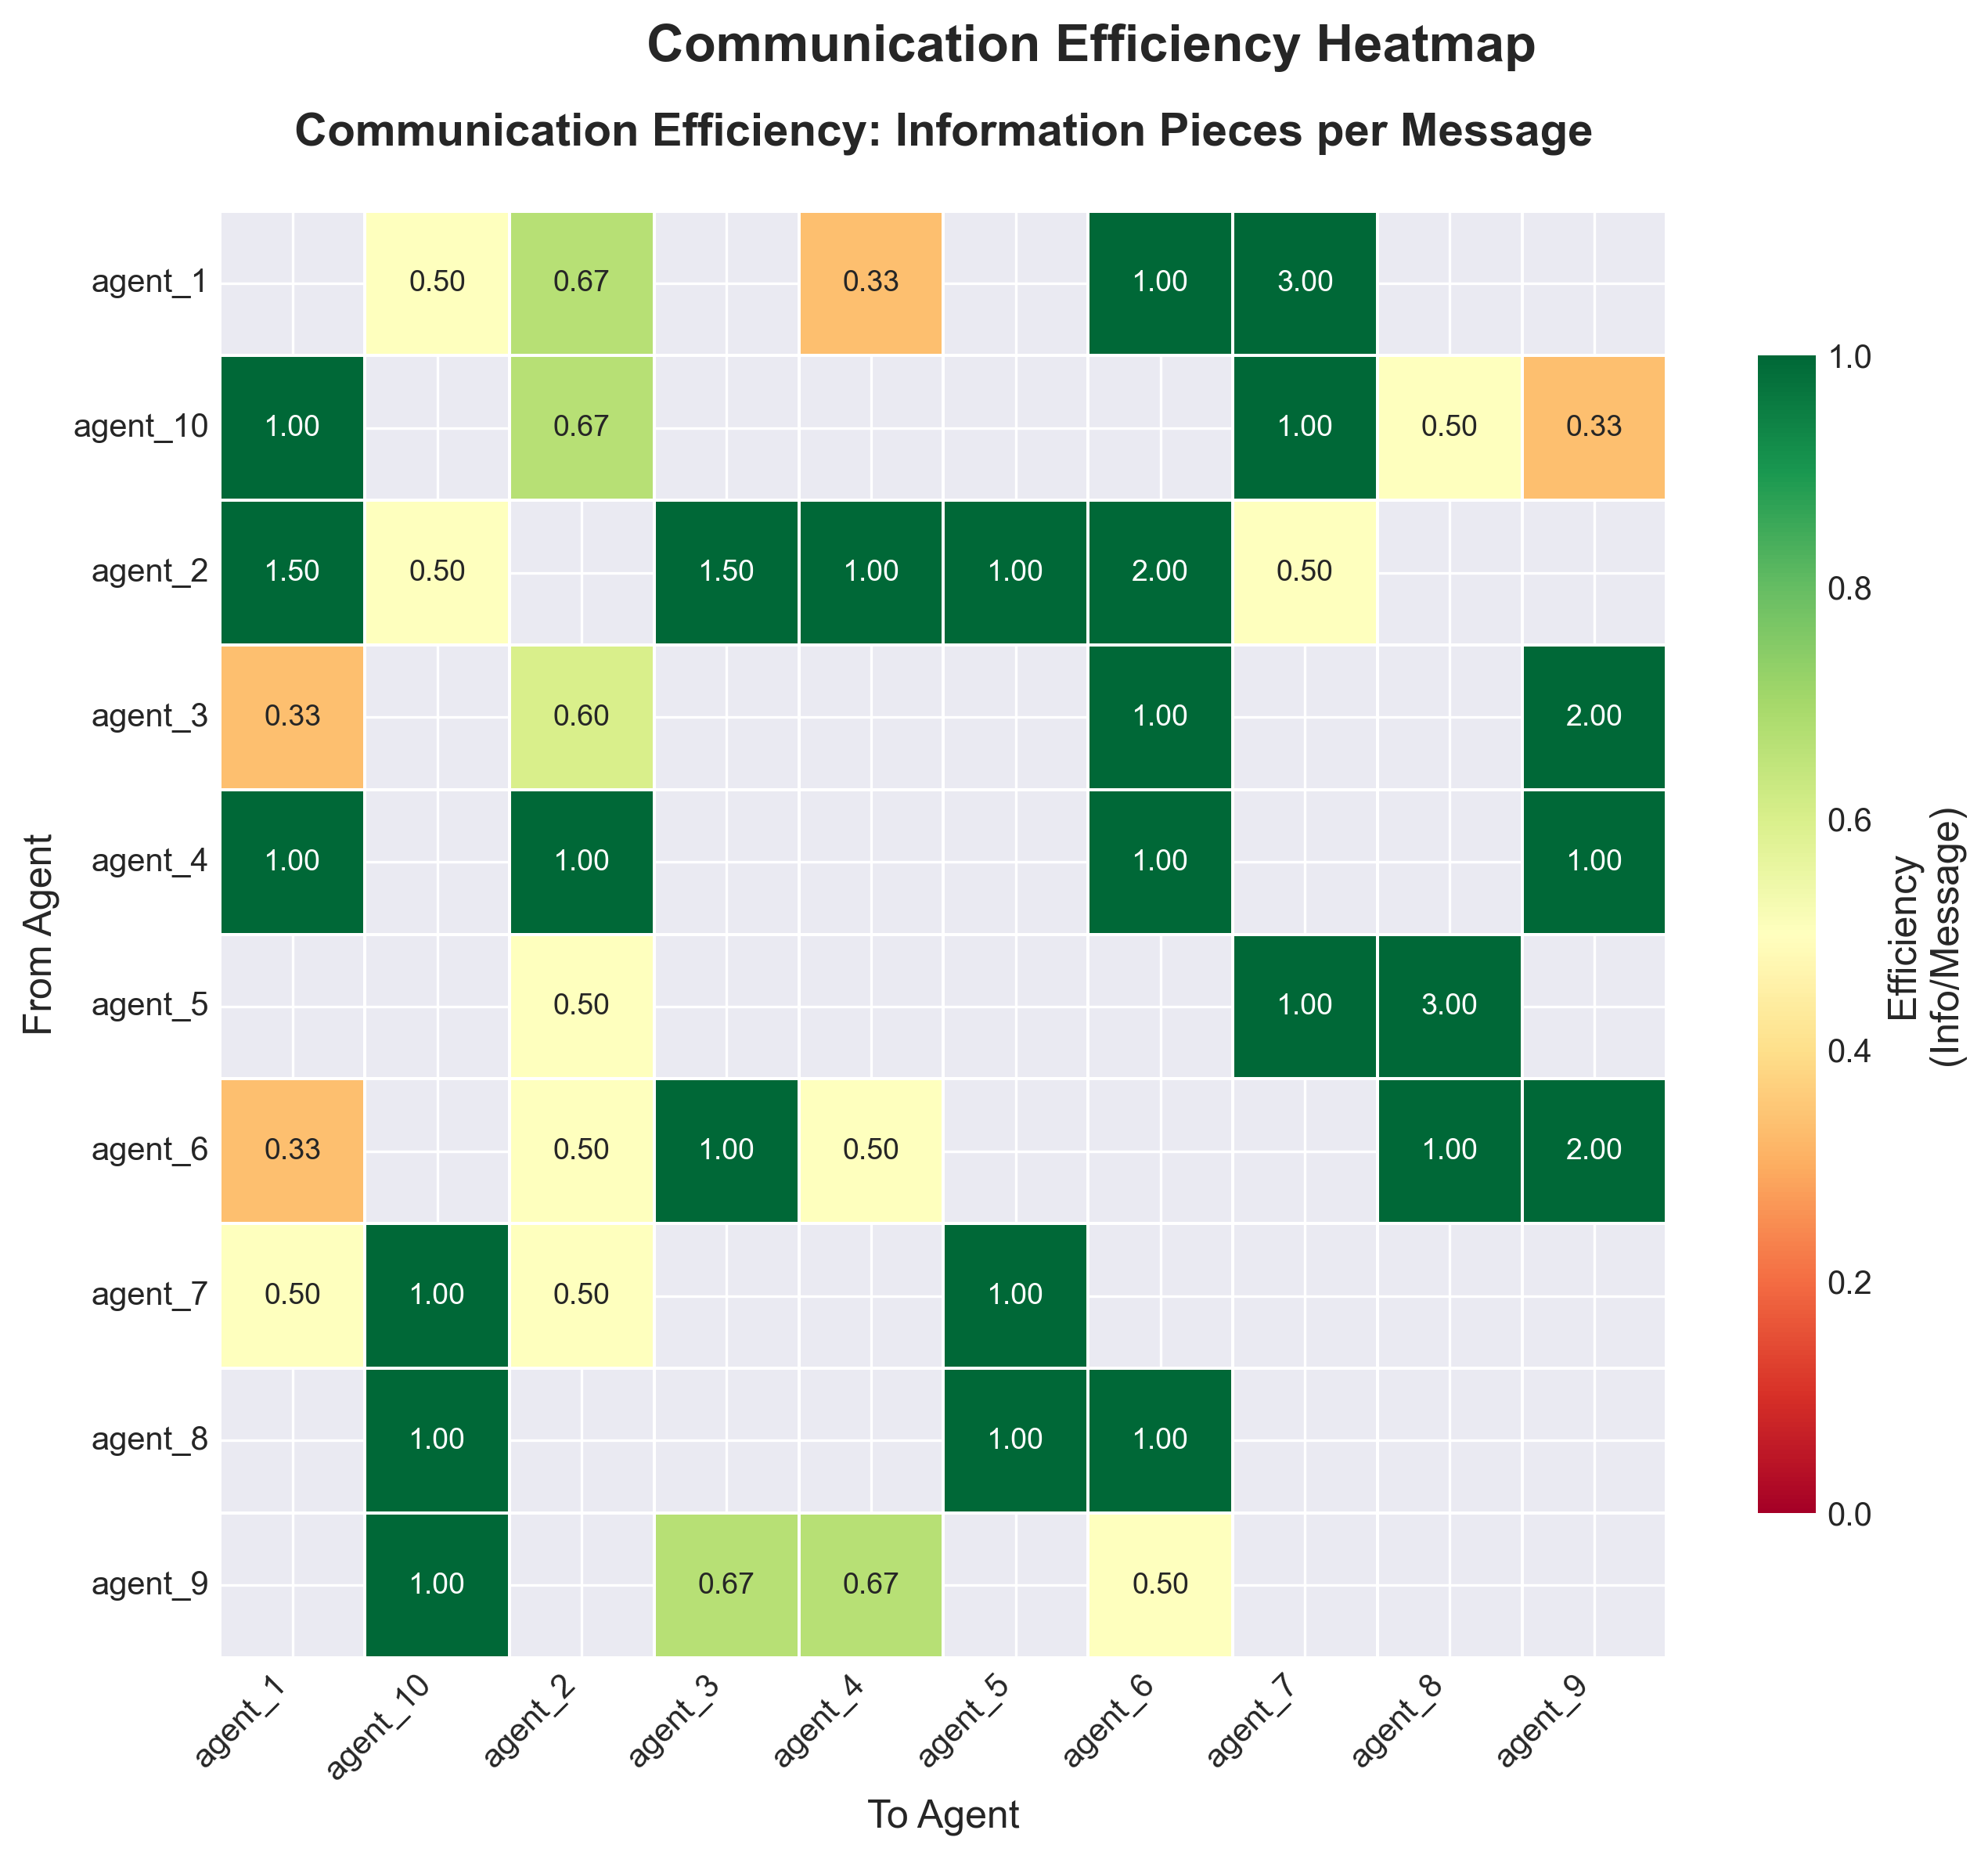 Communication Efficiency Heatmap
Communication Efficiency: Information Pieces per Message
agent_1 0.50 0.67 0.33 1.00 3.00
agent_10 1.00 0.67 1.00 0.50 0.33
agent_2 1.50 0.50 1.50 1.00 1.00 2.00 0.50
agent_3 0.33 0.60 1.00 2.00
agent_4 1.00 1.00 1.00 1.00
agent_5 0.50 1.00 3.00
agent_6 0.33 0.50 1.00 0.50 1.00 2.00
agent_7 0.50 1.00 0.50 1.00
agent_8 1.00 1.00 1.00
agent_9 1.00 0.67 0.67 0.50
agent_1 agent_10 agent_2 agent_3 agent_4 agent_5 agent_6 agent_7 agent_8 agent_9
To Agent
From Agent
1.0
0.8
0.6
0.4
0.2
0.0
Efficiency
(Info/Message)